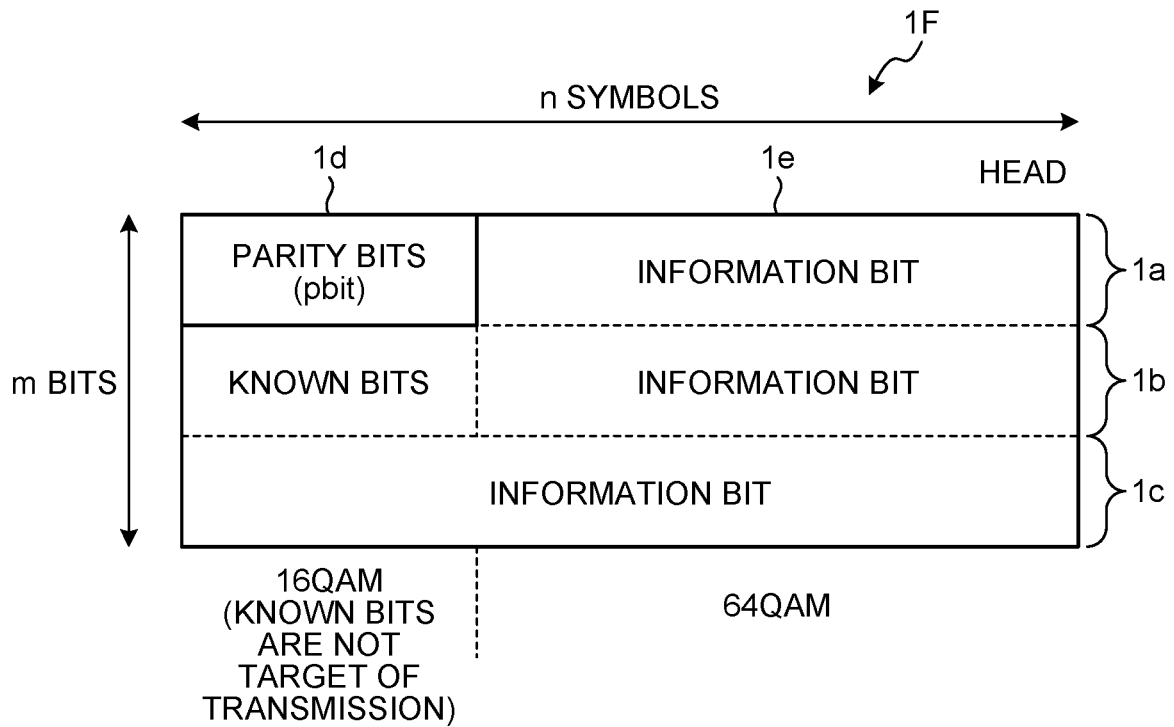 1F
n SYMBOLS
1d
1e
HEAD
PARITY BITS
(pbit)
INFORMATION BIT
1a
m BITS
KNOWN BITS
INFORMATION BIT
1b
INFORMATION BIT
1c
16QAM
(KNOWN BITS
ARE NOT
TARGET OF
TRANSMISSION)
64QAM